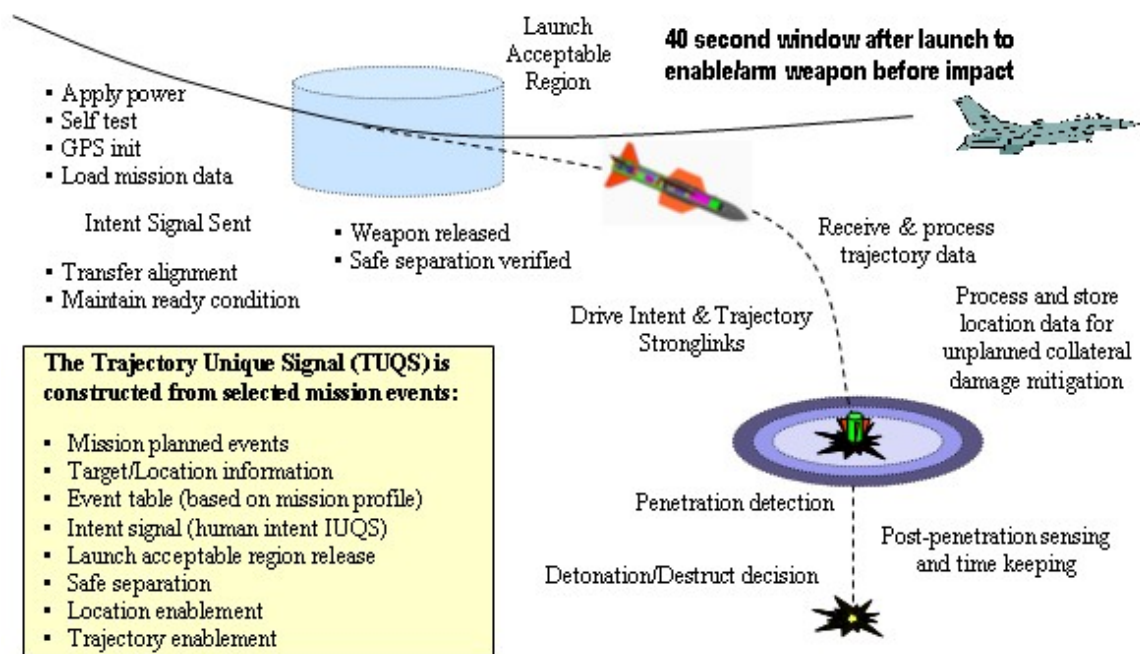 Launch
Acceptable
Region
40 second window after launch to
enable/arm weapon before impact
▪ Apply power
▪ Self test
▪ GPS init
▪ Load mission data
Intent Signal Sent
▪ Transfer alignment
▪ Maintain ready condition
▪ Weapon released
▪ Safe separation verified
Receive & process
trajectory data
Drive Intent & Trajectory
Stronglinks
Process and store
location data for
unplanned collateral
damage mitigation
The Trajectory Unique Signal (TUQS) is
constructed from selected mission events:
▪ Mission planned events
▪ Target/Location information
▪ Event table (based on mission profile)
▪ Intent signal (human intent IUQS)
▪ Launch acceptable region release
▪ Safe separation
▪ Location enablement
▪ Trajectory enablement
Penetration detection
Post-penetration sensing
and time keeping
Detonation/Destruct decision